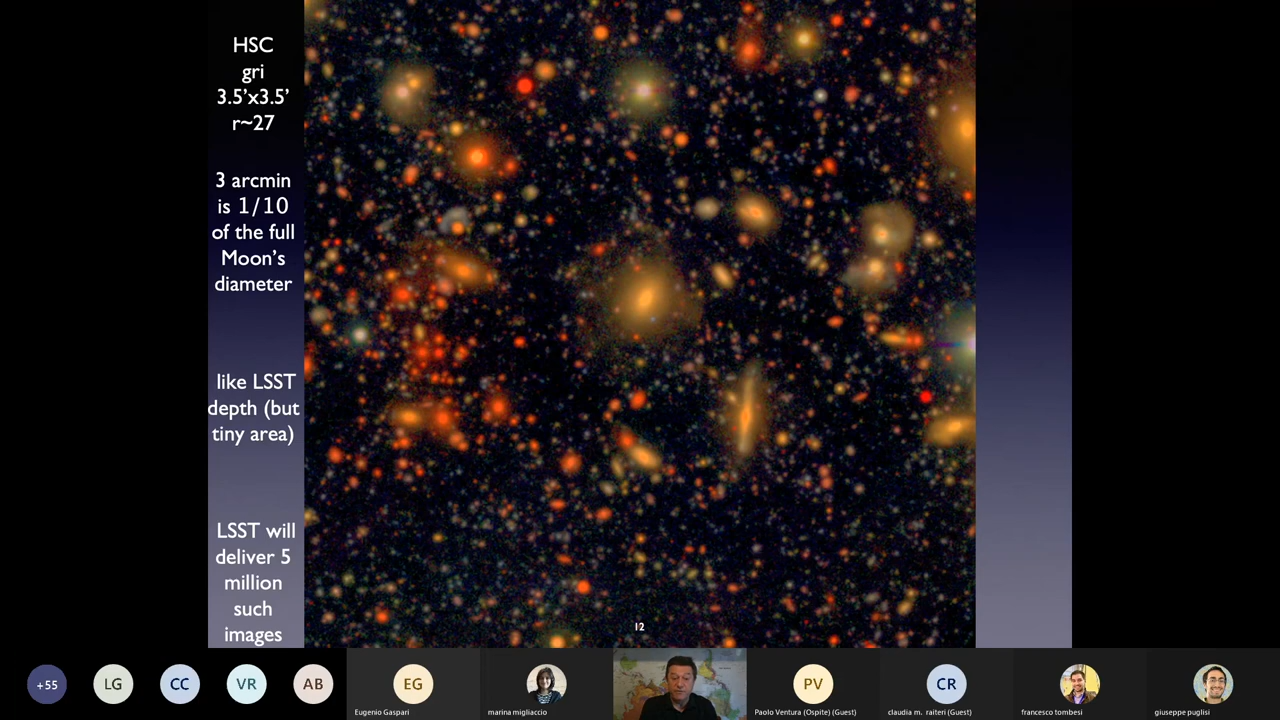 HSC
gri
3.5'x3.5'
r~27
3 arcmin
is 1/10
of the full
Moon's
diameter
like LSST
depth (but
tiny area)
LSST will
deliver 5
million
such
images
12
+55
LG
CC
VR
AB
EG
PV
CR
Eugenio Gaspari
marina migliaccio
Paolo Ventura (Ospite) (Guest)
claudia m. raiteri (Guest)
francesco tombesi
giuseppe puglisi